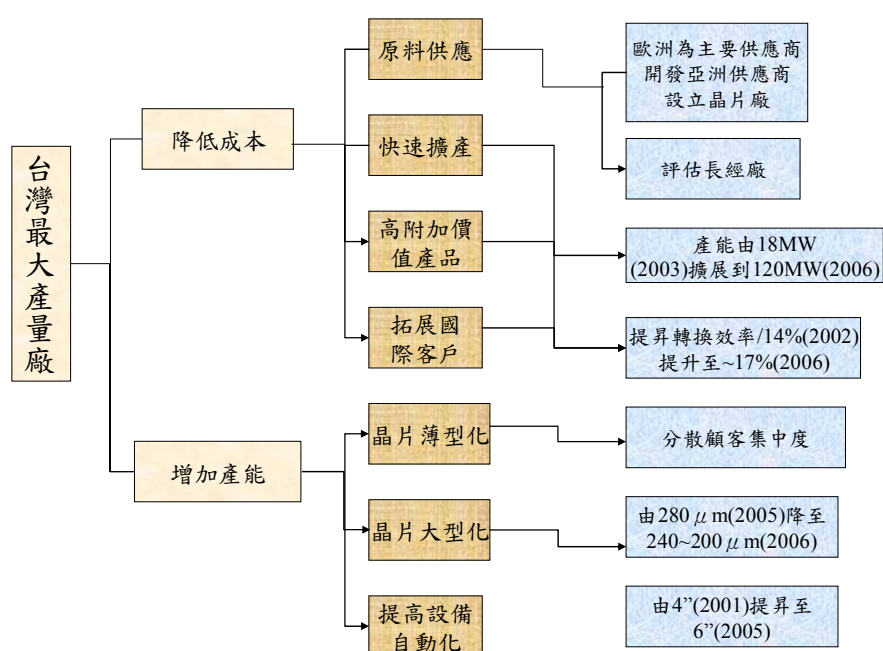 台灣最大產量廠
降低成本
增加產能
原料供應
快速擴產
高附加價
值產品
拓展國
際客戶
晶片薄型化
晶片大型化
提高設備
自動化
歐洲為主要供應商
開發亞洲供應商
設立晶片廠
評估長經廠
產能由18MW
(2003)擴展到120MW(2006)
提昇轉換效率/14%(2002)
提升至~17%(2006)
分散顧客集中度
由280μm(2005)降至
240~200μm(2006)
由4”(2001)提昇至
6”(2005)